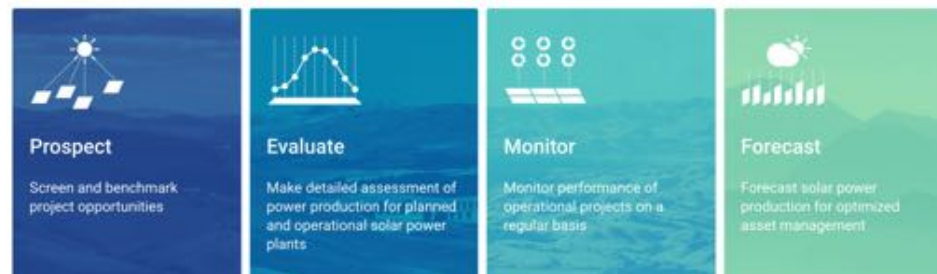 Prospect
Screen and benchmark
project opportunities
Evaluate
Make detailed assessment of
power production for planned
and operational solar power
plants
Monitor
Monitor performance of
operational projects on a
regular basis
Forecast
Forecast solar power
production for optimized
asset management